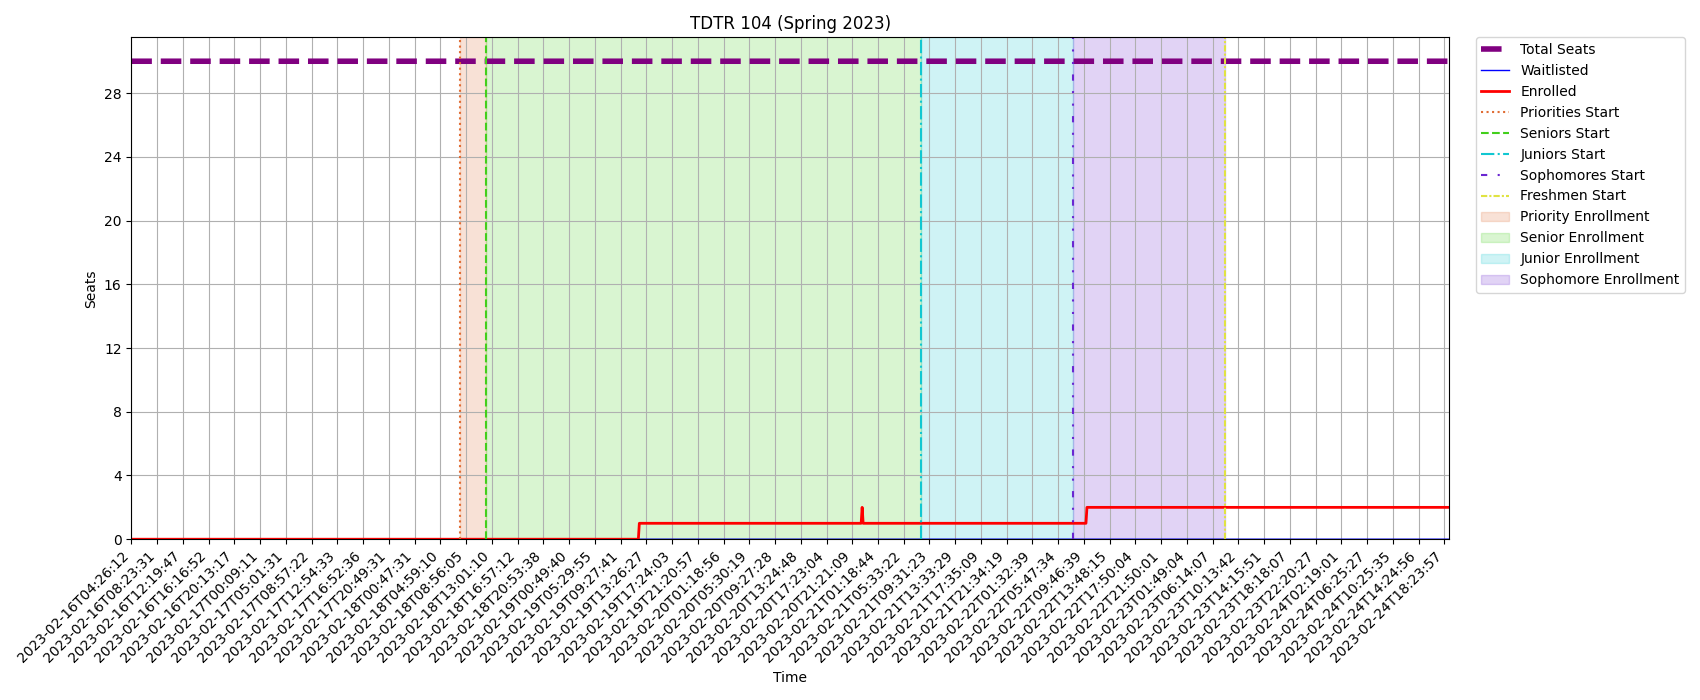 TDTR 104 (Spring 2023)
Total Seats
Waitlisted
Enrolled
Priorities Start
Seniors Start
Juniors Start
Sophomores Start
Freshmen Start
Priority Enrollment
Senior Enrollment
Junior Enrollment
Sophomore Enrollment
Seats
28
24
20
16
12
8
4
0
2023-02-16T04:26:12
2023-02-16T08:23:31
2023-02-16T12:19:47
2023-02-16T16:16:52
2023-02-16T20:13:17
2023-02-17T00:09:11
2023-02-17T05:01:31
2023-02-17T08:57:22
2023-02-17T12:54:33
2023-02-17T16:52:36
2023-02-17T20:49:31
2023-02-18T00:47:31
2023-02-18T04:59:10
2023-02-18T08:56:05
2023-02-18T13:01:10
2023-02-18T16:57:12
2023-02-18T20:53:38
2023-02-19T00:49:40
2023-02-19T05:29:55
2023-02-19T09:27:41
2023-02-19T13:26:27
2023-02-19T17:24:03
2023-02-19T21:20:57
2023-02-20T01:18:56
2023-02-20T05:30:19
2023-02-20T09:27:28
2023-02-20T13:24:48
2023-02-20T17:23:04
2023-02-20T21:21:09
2023-02-21T01:18:44
2023-02-21T05:33:22
2023-02-21T09:31:23
2023-02-21T13:33:29
2023-02-21T17:35:09
2023-02-21T21:34:19
2023-02-22T01:32:39
2023-02-22T05:47:34
2023-02-22T09:46:39
2023-02-22T13:48:15
2023-02-22T17:50:04
2023-02-22T21:50:01
2023-02-23T01:49:04
2023-02-23T06:14:07
2023-02-23T10:13:42
2023-02-23T14:15:51
2023-02-23T18:18:07
2023-02-23T22:20:27
2023-02-24T02:19:01
2023-02-24T06:25:27
2023-02-24T10:25:35
2023-02-24T14:24:56
2023-02-24T18:23:57
Time